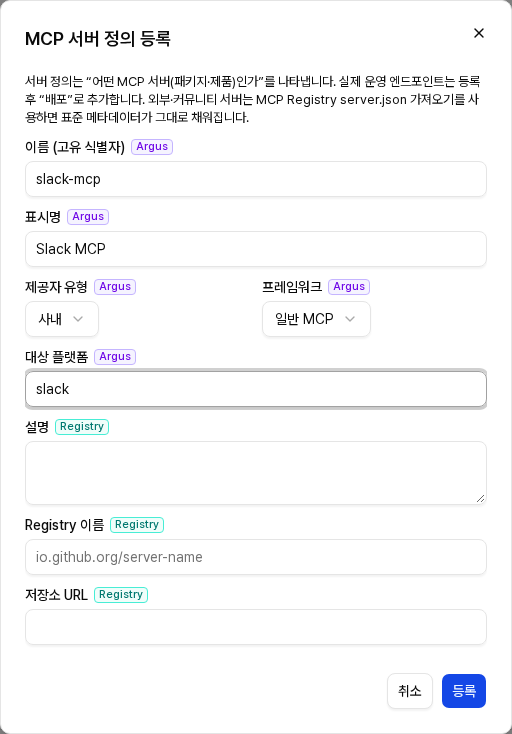 MCP 서버 정의 등록
서버 정의는 “어떤 MCP 서버(패키지·제품)인가”를 나타냅니다. 실제 운영 엔드포인트는 등록
후 “배포”로 추가합니다. 외부·커뮤니티 서버는 MCP Registry server.json 가져오기를 사
용하면 표준 메타데이터가 그대로 채워집니다.
이름 (고유 식별자) Argus
slack-mcp
표시명 Argus
Slack MCP
제공자 유형 Argus 프레임워크 Argus
사내 일반 MCP
대상 플랫폼 Argus
slack
설명 Registry
Registry 이름 Registry
io.github.org/server-name
저장소 URL Registry
취소 등록